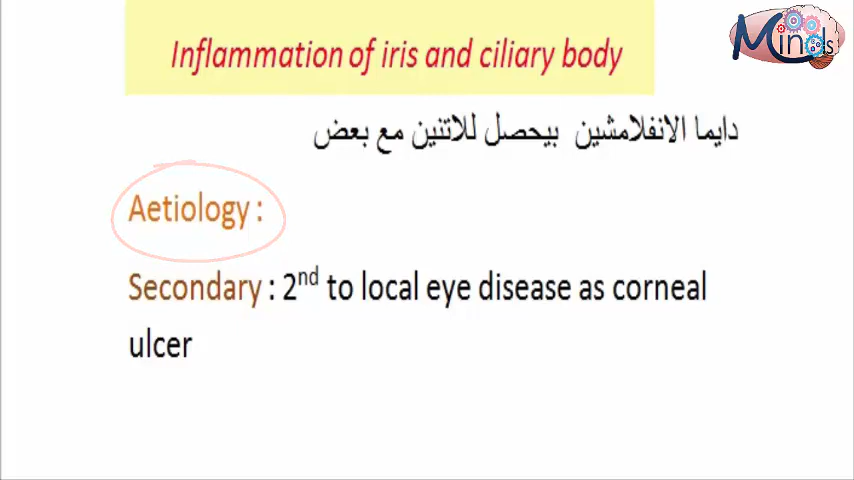 Minds
Inflammation of iris and ciliary body
دايما الانفلامشين بيحصل للاتنين مع بعض
Aetiology :
Secondary : 2nd to local eye disease as corneal
ulcer